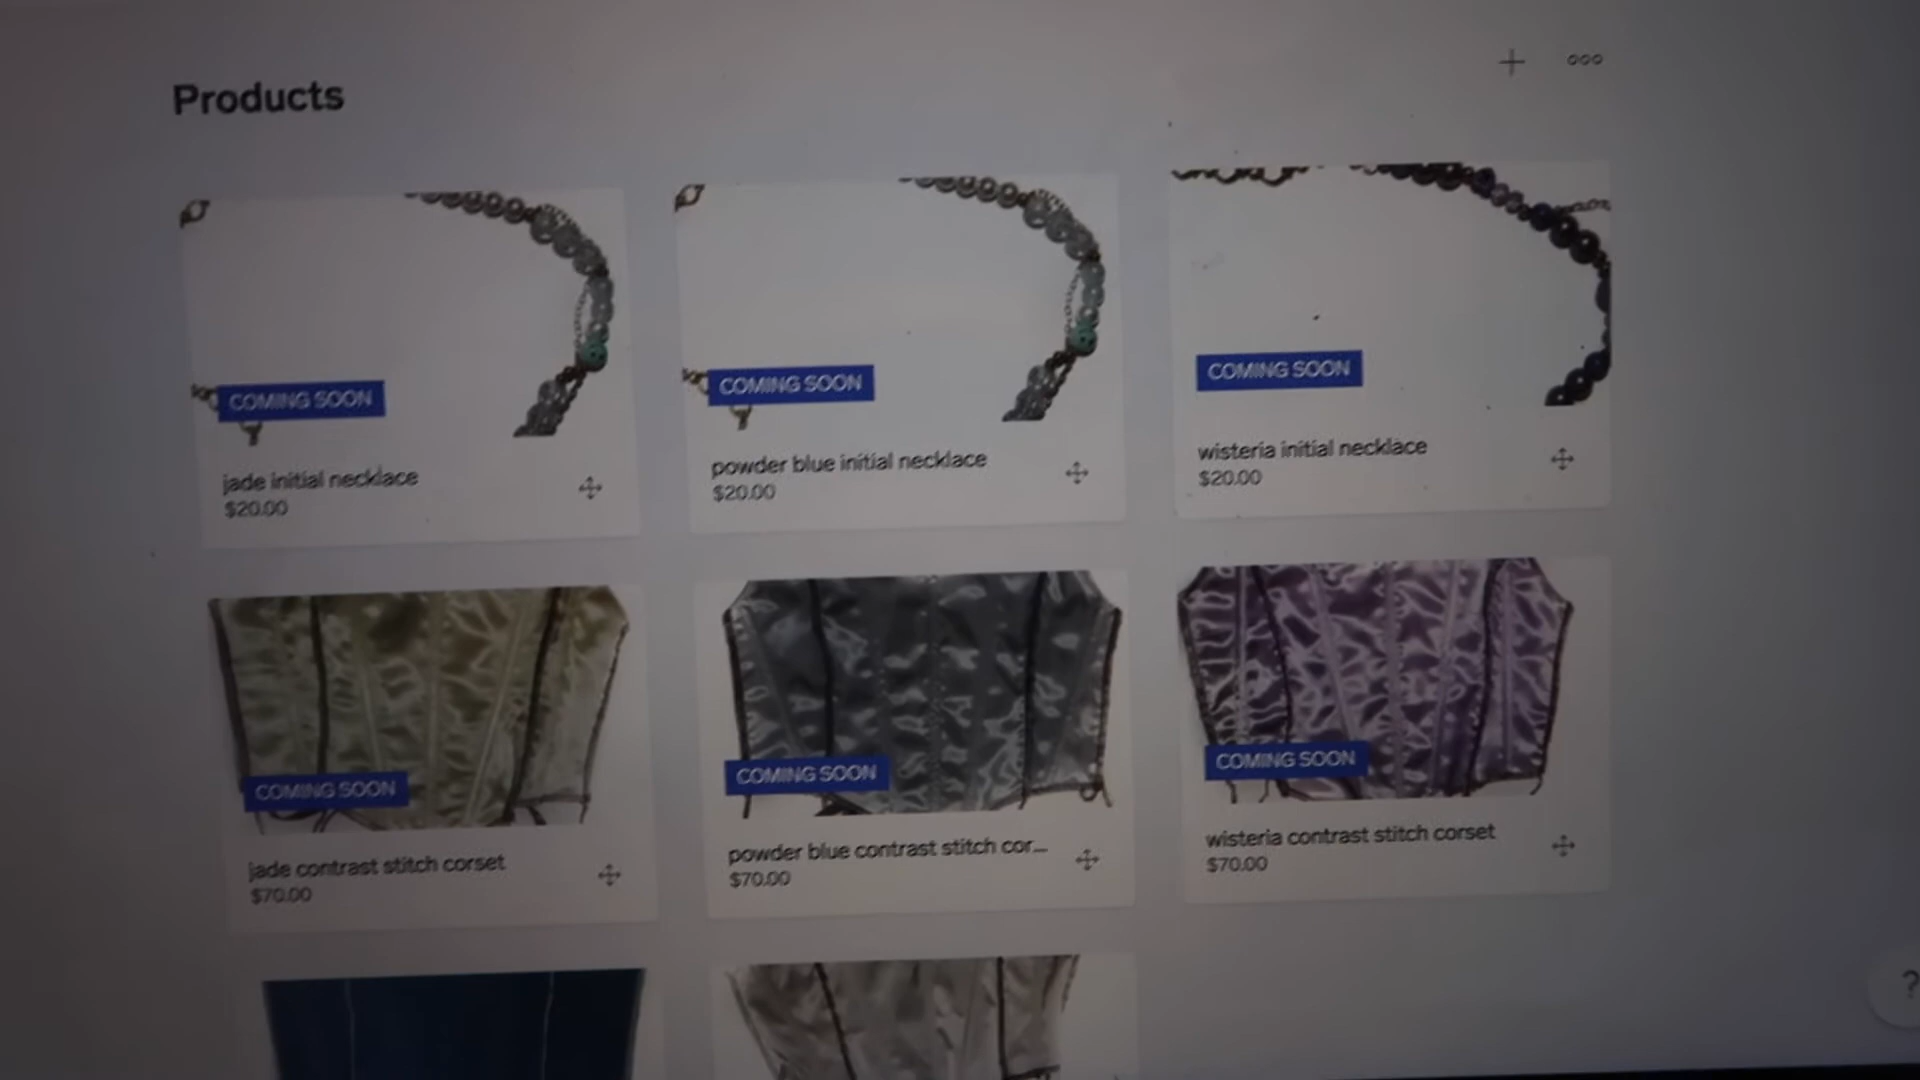 Products
COMING SOON
jade initial necklace
$20.00
COMING SOON
powder blue initial necklace
$20.00
COMING SOON
wisteria initial necklace
$20.00
COMING SOON
jade contrast stitch corset
$70.00
COMING SOON
powder blue contrast stitch cor...
$70.00
COMING SOON
wisteria contrast stitch corset
$70.00
?